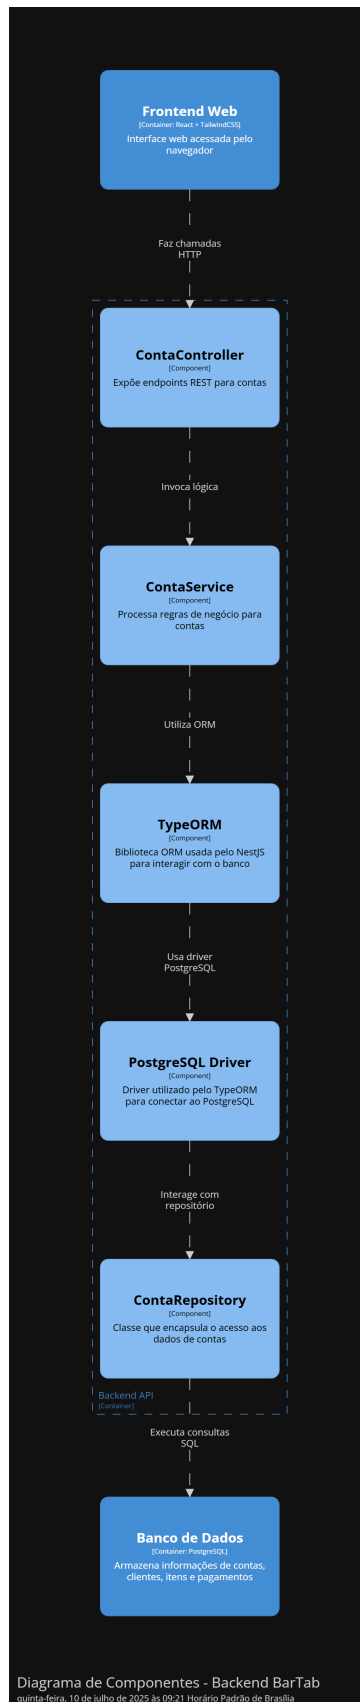 Frontend Web
[Container: React + TailwindCSS]
Interface web acessada pelo
navegador
Faz chamadas
HTTP
ContaController
[Component]
Expõe endpoints REST para contas
Invoca lógica
ContaService
[Component]
Processa regras de negócio para
contas
Utiliza ORM
TypeORM
[Component]
Biblioteca ORM usada pelo NestJS
para interagir com o banco
Usa driver
PostgreSQL
PostgreSQL Driver
[Component]
Driver utilizado pelo TypeORM
para conectar ao PostgreSQL
Interage com
repositório
ContaRepository
[Component]
Classe que encapsula o acesso aos
dados de contas
Backend API
[Container]
Executa consultas
SQL
Banco de Dados
[Container: PostgreSQL]
Armazena informações de contas,
clientes, itens e pagamentos
Diagrama de Componentes - Backend BarTab
quinta-feira, 10 de julho de 2025 às 09:21 Horário Padrão de Brasília